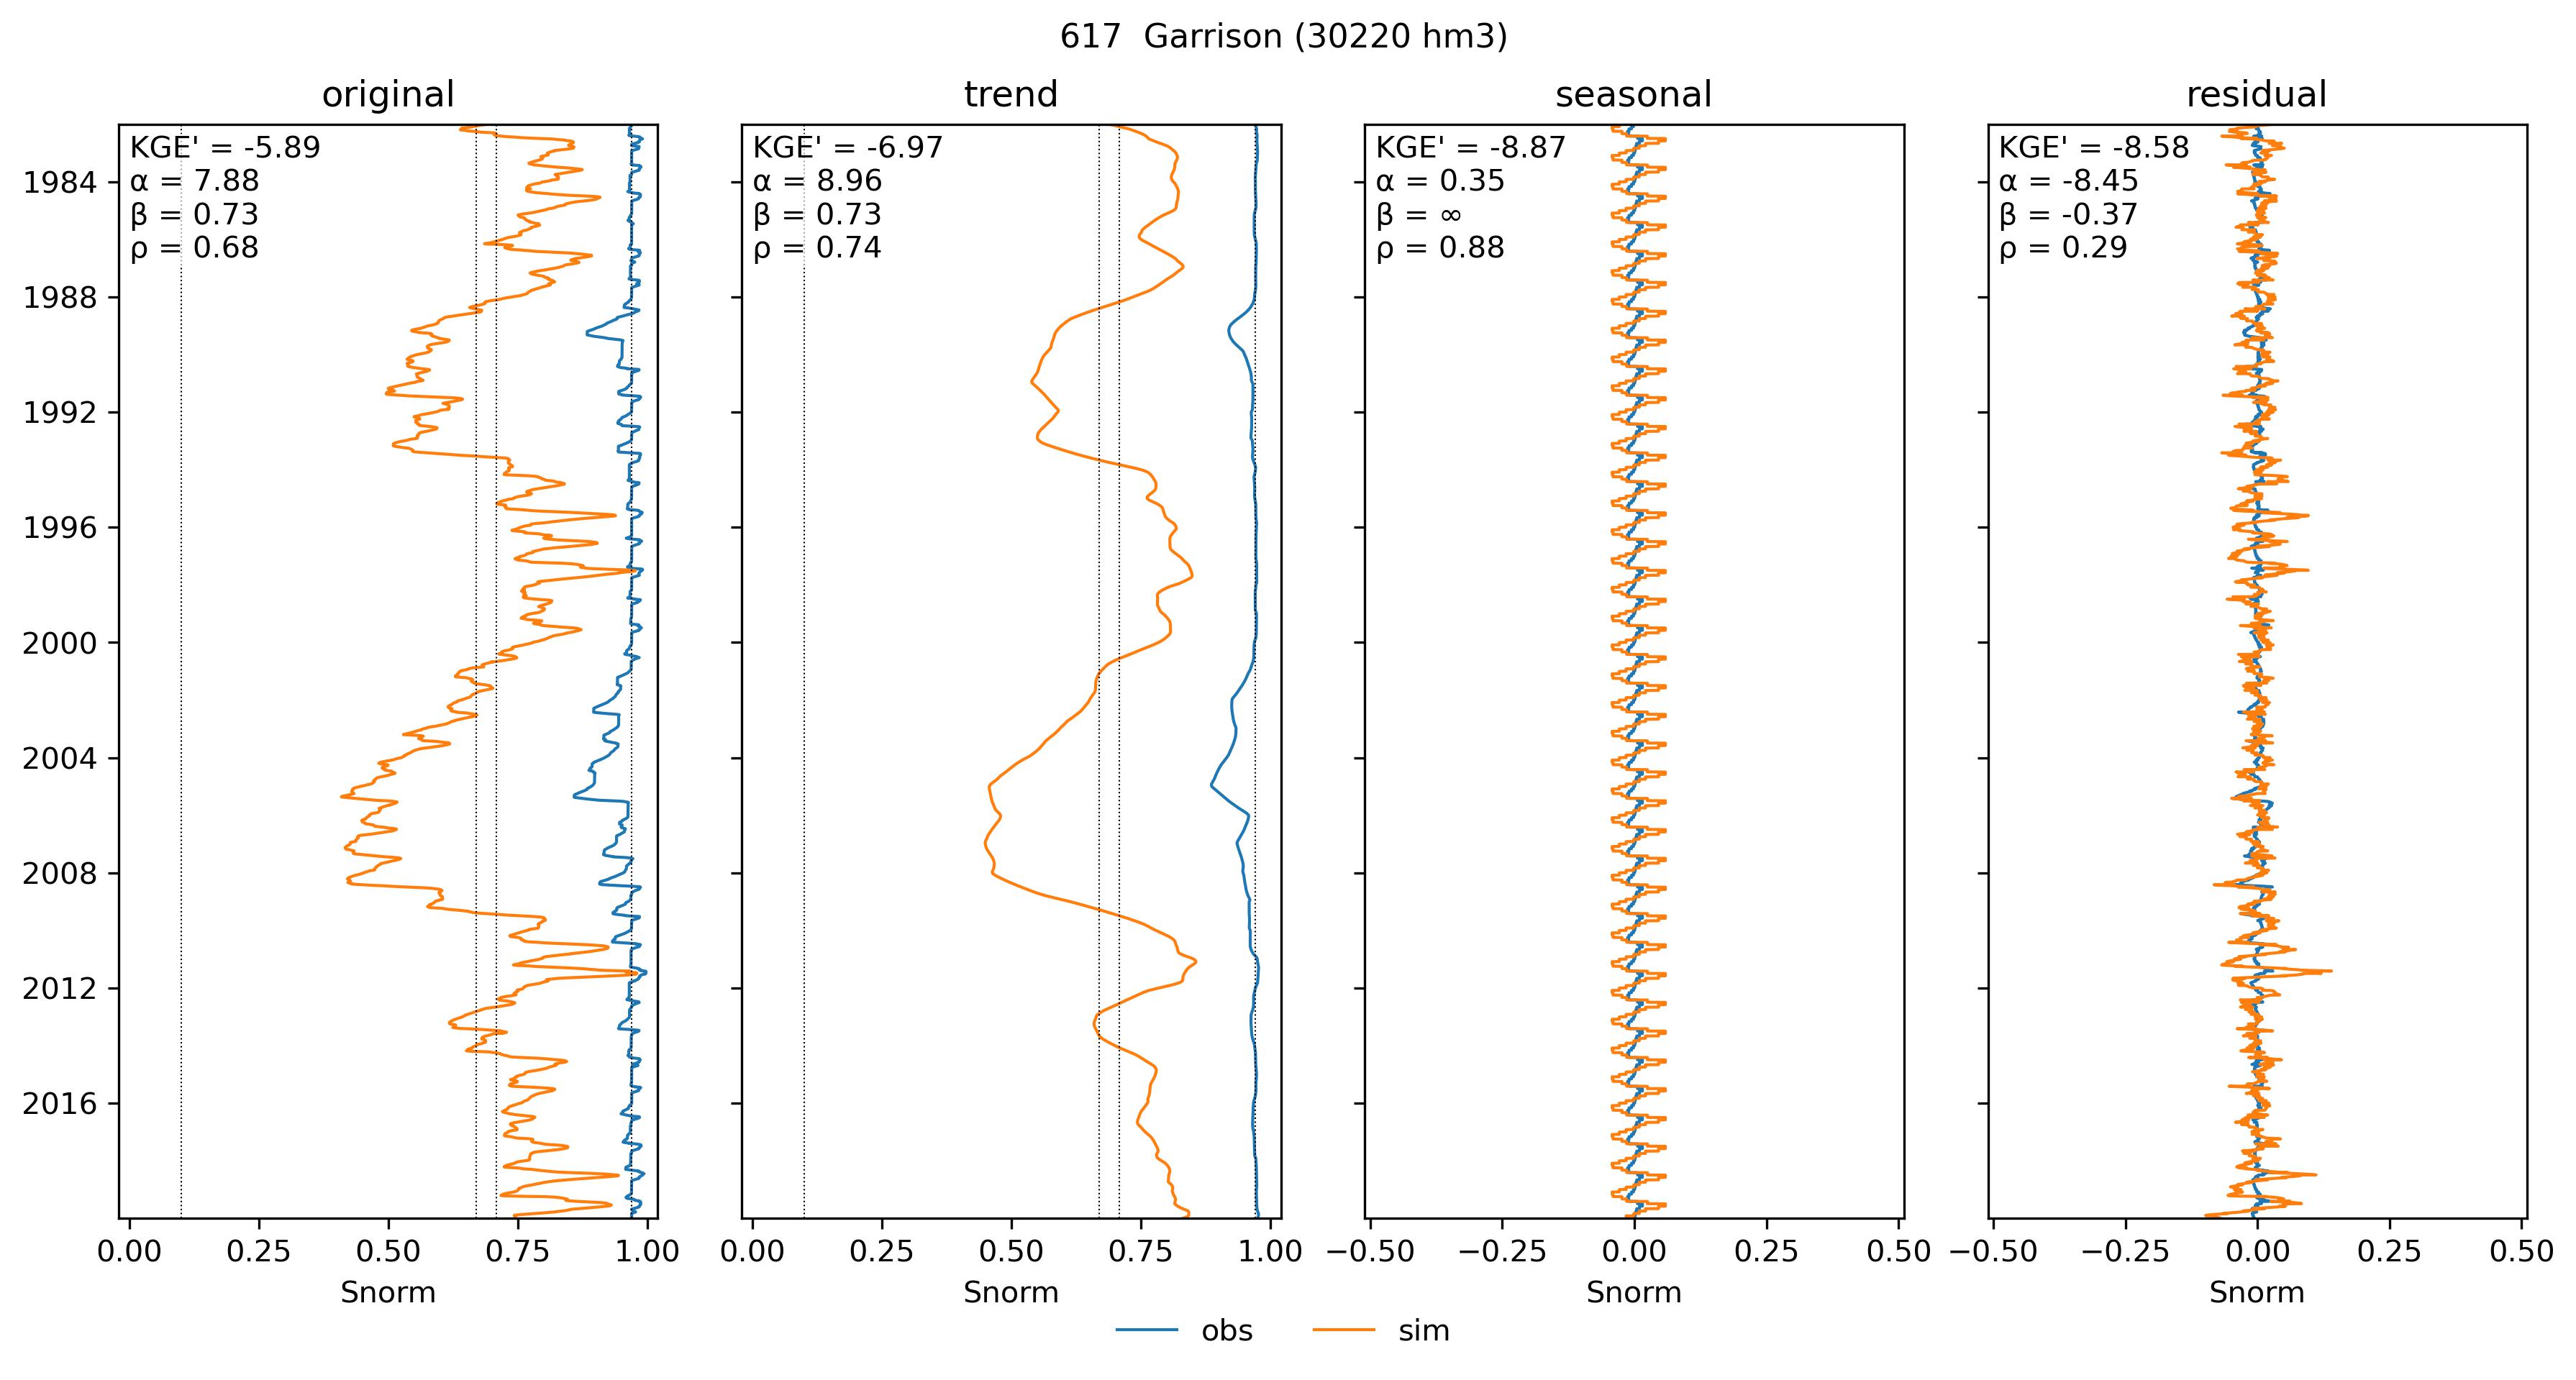 617  Garrison (30220 hm3)
original
trend
seasonal
residual
KGE' = -5.89
α = 7.88
β = 0.73
ρ = 0.68
KGE' = -6.97
α = 8.96
β = 0.73
ρ = 0.74
KGE' = -8.87
α = 0.35
β = ∞
ρ = 0.88
KGE' = -8.58
α = -8.45
β = -0.37
ρ = 0.29
1984
1988
1992
1996
2000
2004
2008
2012
2016
0.00 0.25 0.50 0.75 1.00
0.00 0.25 0.50 0.75 1.00
−0.50 −0.25 0.00 0.25 0.50
−0.50 −0.25 0.00 0.25 0.50
Snorm
Snorm
Snorm
Snorm
obs
sim